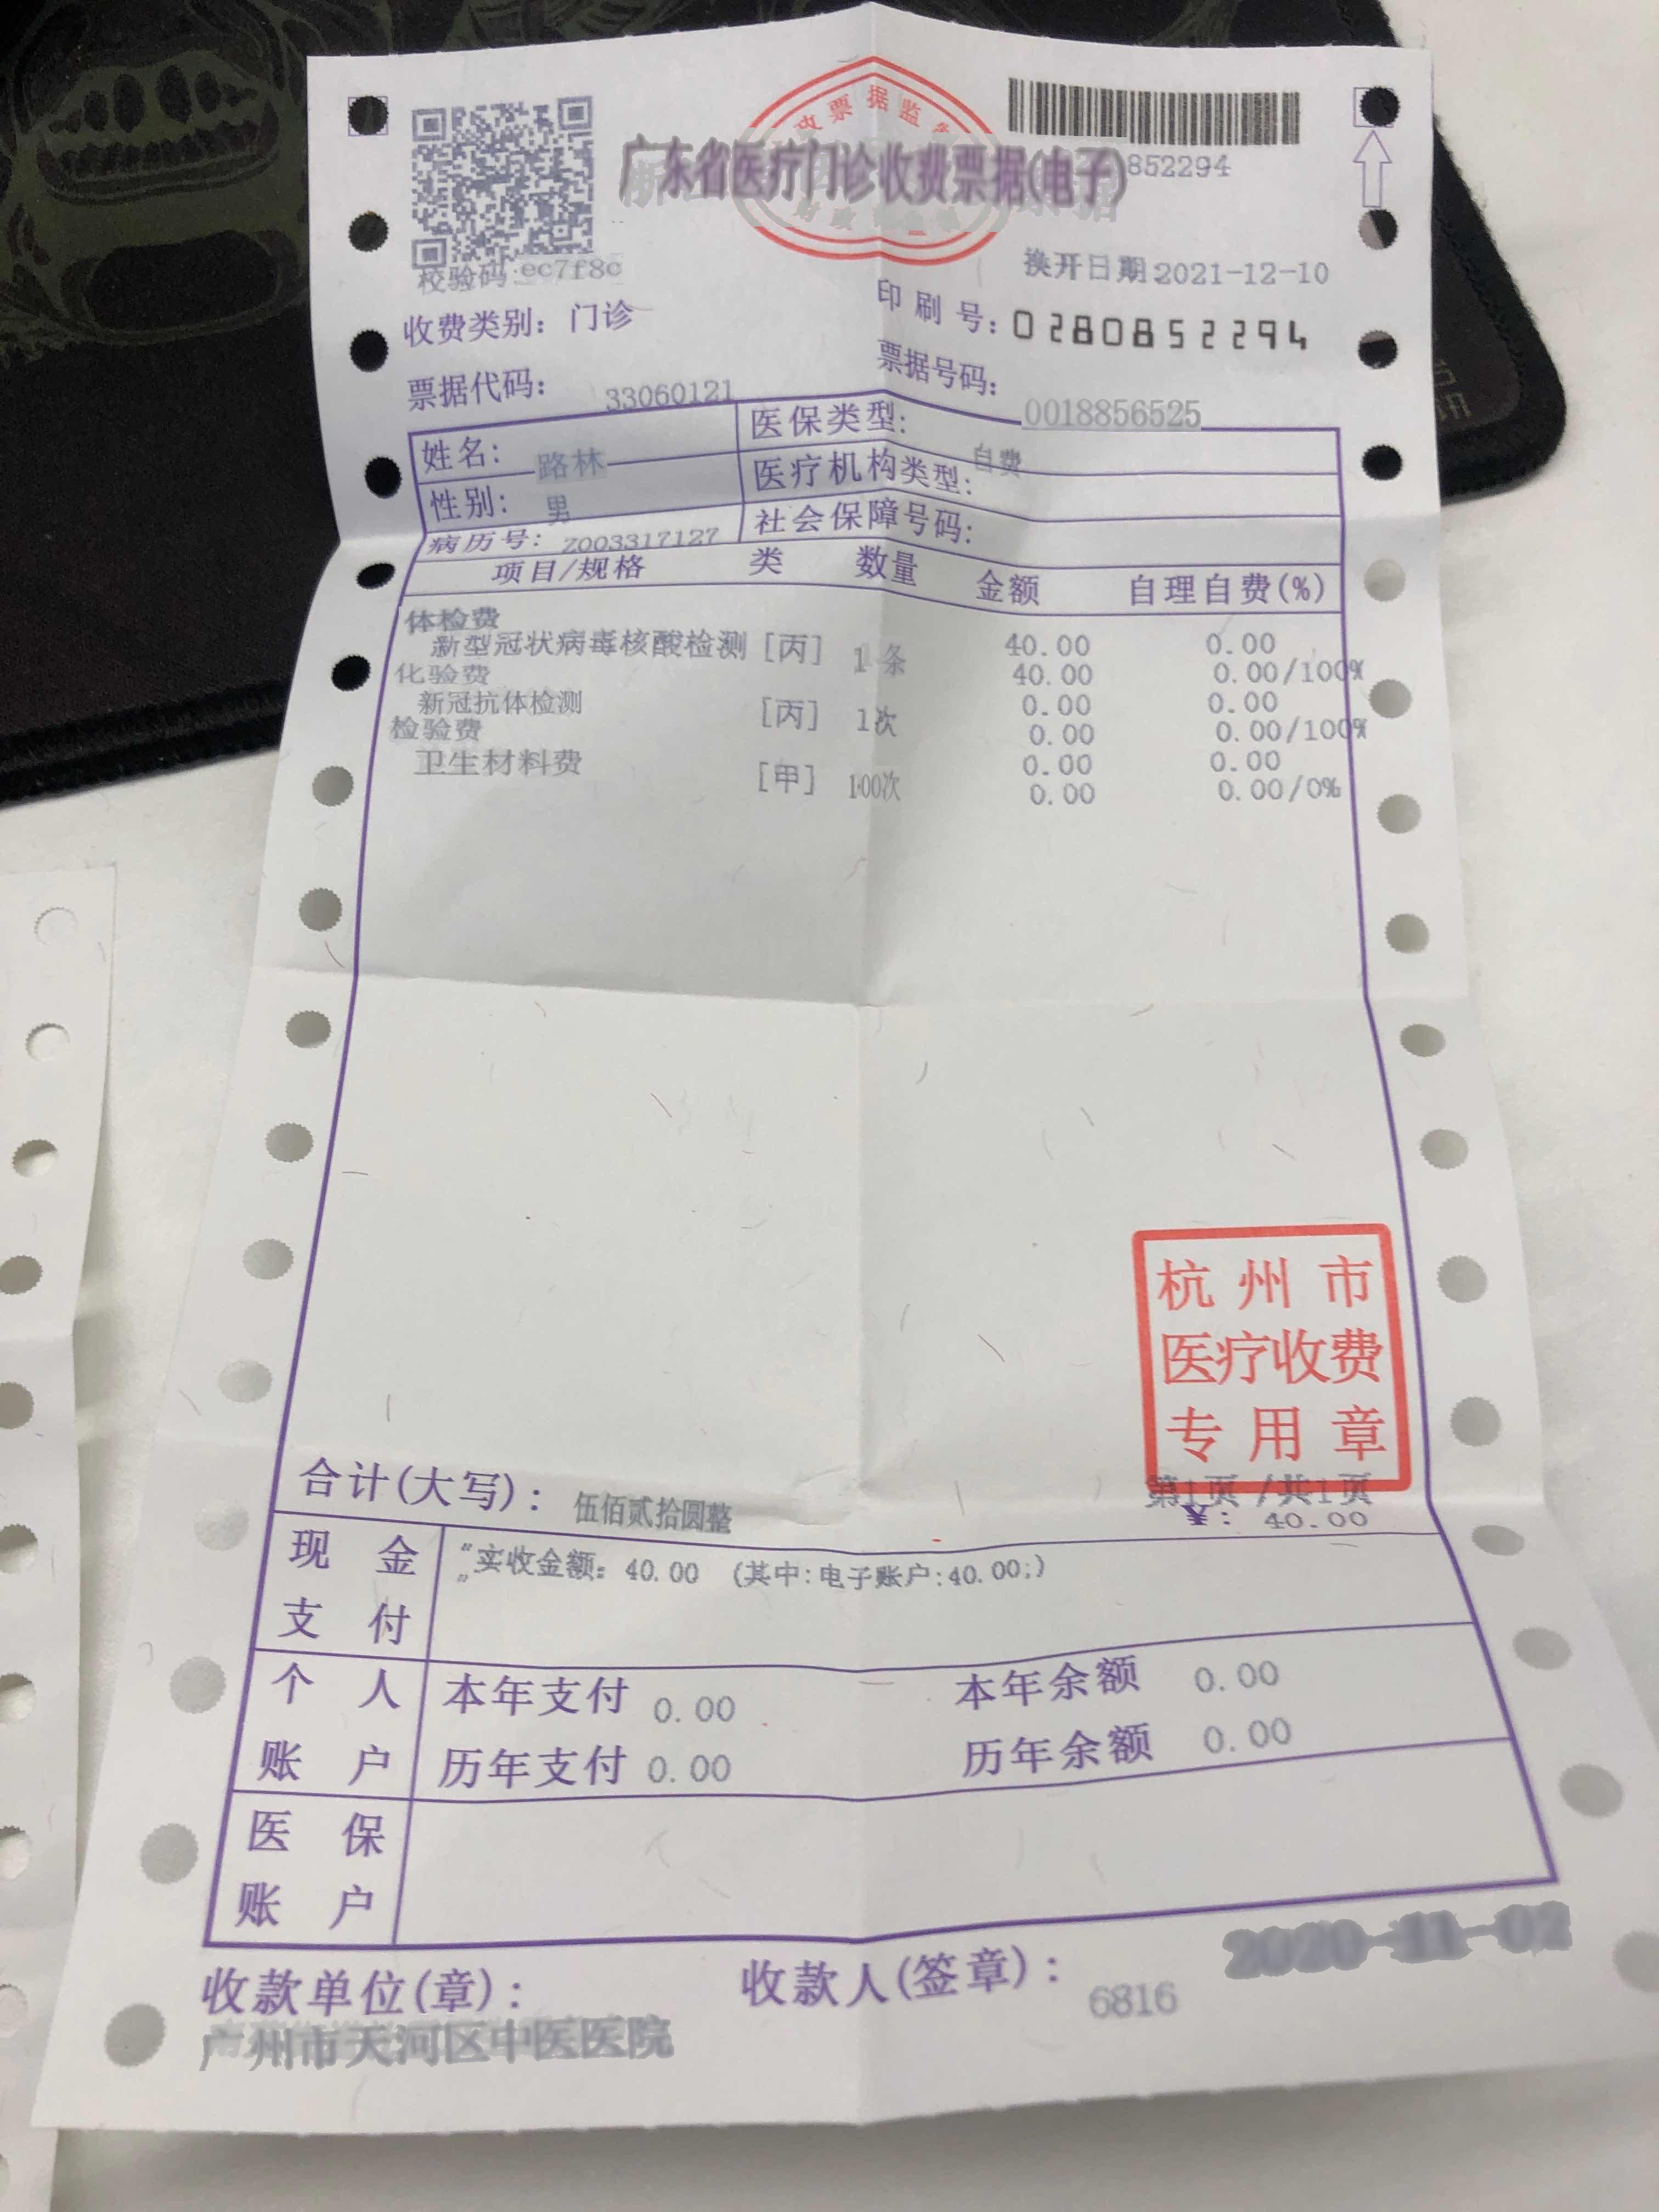 据监
广东省医疗门诊收费票据(电子)
852294
校验码:ec7f8c
换开日期:2021-12-10
收费类别：门诊
印刷号：0280852294
票据代码：33060121
票据号码：0018856525
姓名：路林
医保类型：自费
性别：男
医疗机构类型：
病历号：Z003317127
社会保障号码：
项目/规格 类 数量 金额 自理自费(%)
体检费 40.00 0.00
新型冠状病毒核酸检测 [丙] 1 条 40.00 0.00/100%
化验费 0.00 0.00
新冠抗体检测 [丙] 1次 0.00 0.00/100%
检验费 0.00 0.00
卫生材料费 [甲] 100次 0.00 0.00/0%
杭州市
医疗收费
专用章
第1页 /共1页
合计(大写)：伍佰贰拾圆整 ¥：40.00
现金支付 “实收金额：40.00 (其中:电子账户:40.00;)
”
个人账户 本年支付 0.00 本年余额 0.00
历年支付 0.00 历年余额 0.00
医保账户
2020-11-02
收款单位(章)： 收款人(签章)：6816
广州市天河区中医医院